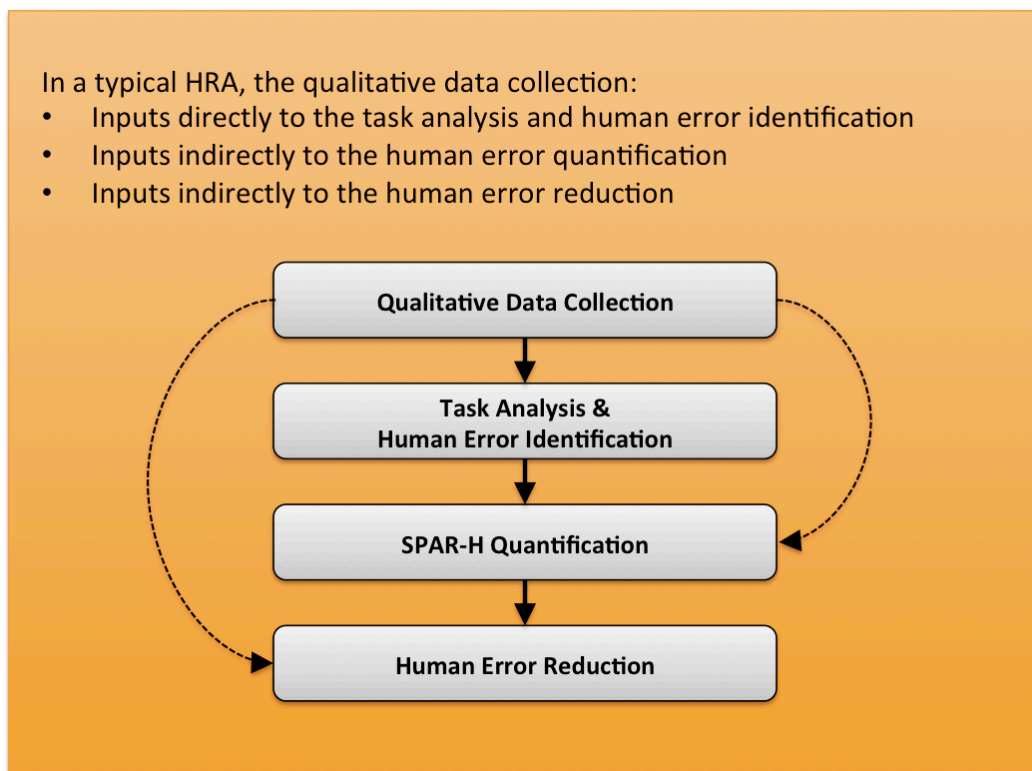 In a typical HRA, the qualitative data collection:
• Inputs directly to the task analysis and human error identification
• Inputs indirectly to the human error quantification
• Inputs indirectly to the human error reduction
Qualitative Data Collection
Task Analysis &
Human Error Identification
SPAR-H Quantification
Human Error Reduction